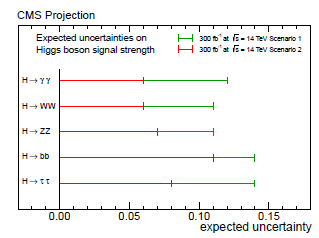 CMS Projection
Expected uncertainties on
Higgs boson signal strength
300 fb⁻¹ at √s = 14 TeV Scenario 1
300 fb⁻¹ at √s = 14 TeV Scenario 2
H → γ γ
H → WW
H → ZZ
H → bb
H → τ τ
0.00 0.05 0.10 0.15
expected uncertainty